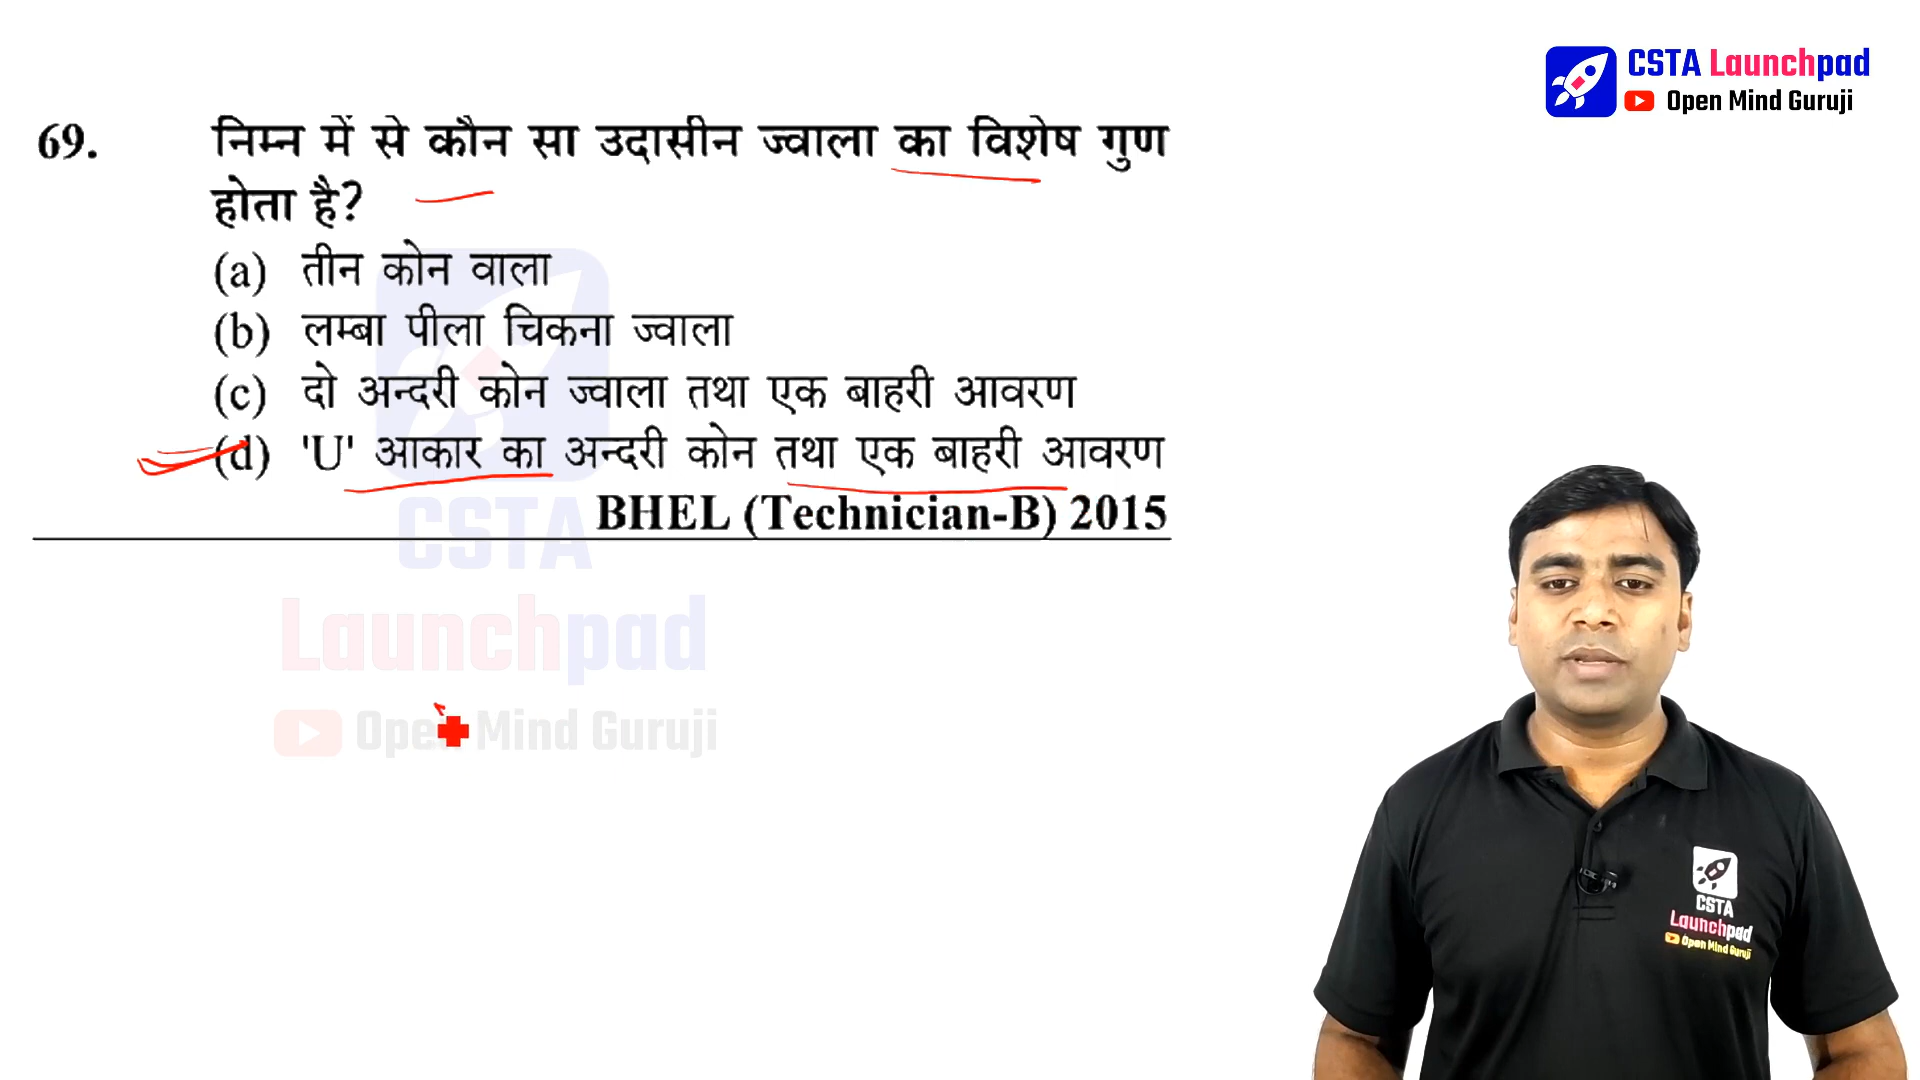 CSTA Launchpad
Open Mind Guruji
69. निम्न में से कौन सा उदासीन ज्वाला का विशेष गुण
होता है?
(a) तीन कोन वाला
(b) लम्बा पीला चिकना ज्वाला
(c) दो अन्दरी कोन ज्वाला तथा एक बाहरी आवरण
(d) 'U' आकार का अन्दरी कोन तथा एक बाहरी आवरण
BHEL (Technician-B) 2015
CSTA
Launchpad
Open Mind Guruji
CSTA
Launchpad
Open Mind Guruji